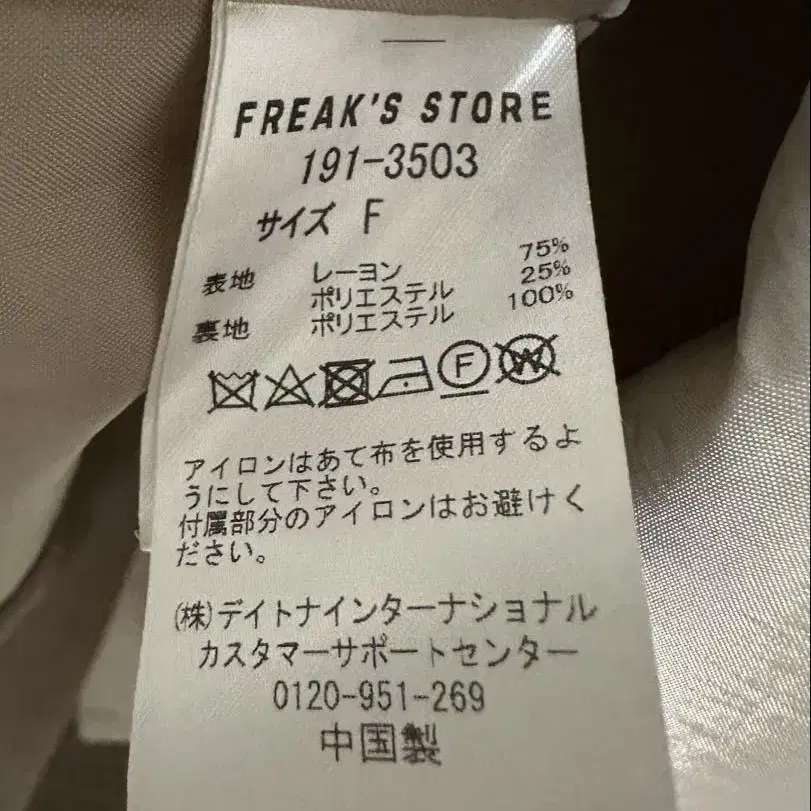 FREAK'S STORE
191-3503
サイズ F
表地 レーヨン 75%
ポリエステル 25%
裏地 ポリエステル 100%
F W
アイロンはあて布を使用するよ
うにして下さい。
付属部分のアイロンはお避けく
ださい。
(株)デイトナインターナショナル
カスタマーサポートセンター
0120-951-269
中国製